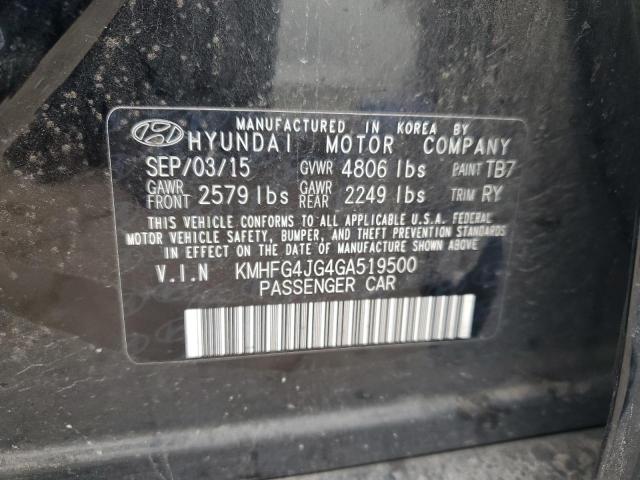 MANUFACTURED IN KOREA BY
HYUNDAI MOTOR COMPANY
SEP/03/15 GVWR 4806 lbs PAINT TB7
GAWR FRONT 2579 lbs GAWR REAR 2249 lbs TRIM RY
THIS VEHICLE CONFORMS TO ALL APPLICABLE U.S.A. FEDERAL
MOTOR VEHICLE SAFETY, BUMPER, AND THEFT PREVENTION STANDARDS
IN EFFECT ON THE DATE OF MANUFACTURE SHOWN ABOVE.
V.I.N KMHFG4JG4GA519500
PASSENGER CAR